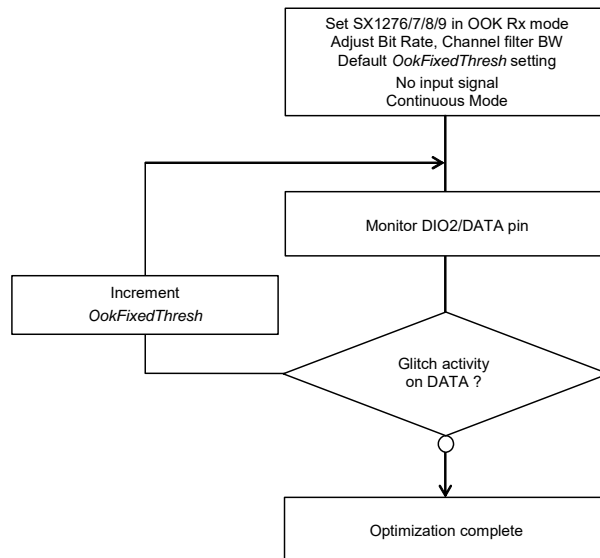 Set SX1276/7/8/9 in OOK Rx mode
Adjust Bit Rate, Channel filter BW
Default OokFixedThresh setting
No input signal
Continuous Mode
Monitor DIO2/DATA pin
Increment
OokFixedThresh
Glitch activity
on DATA ?
Optimization complete